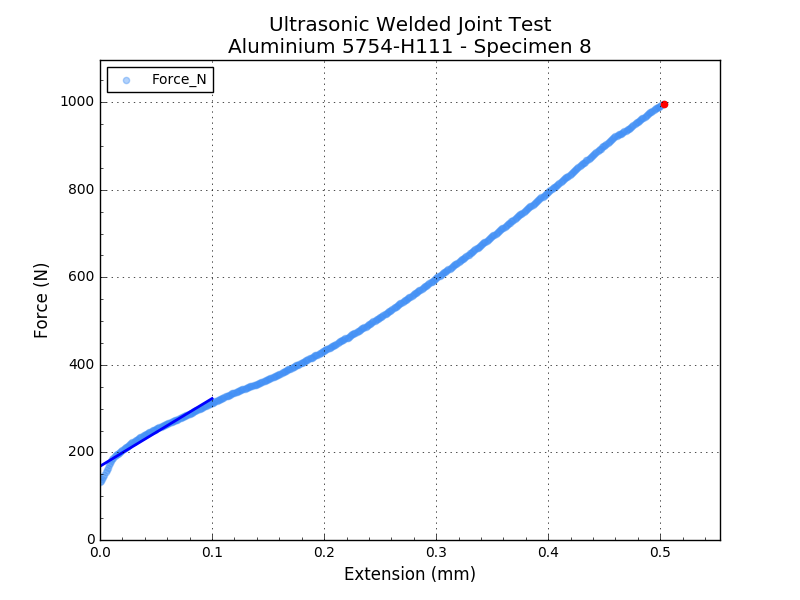 Ultrasonic Welded Joint Test
Aluminium 5754-H111 - Specimen 8
Force_N
1000
800
600
400
200
0
Force (N)
0.0 0.1 0.2 0.3 0.4 0.5
Extension (mm)